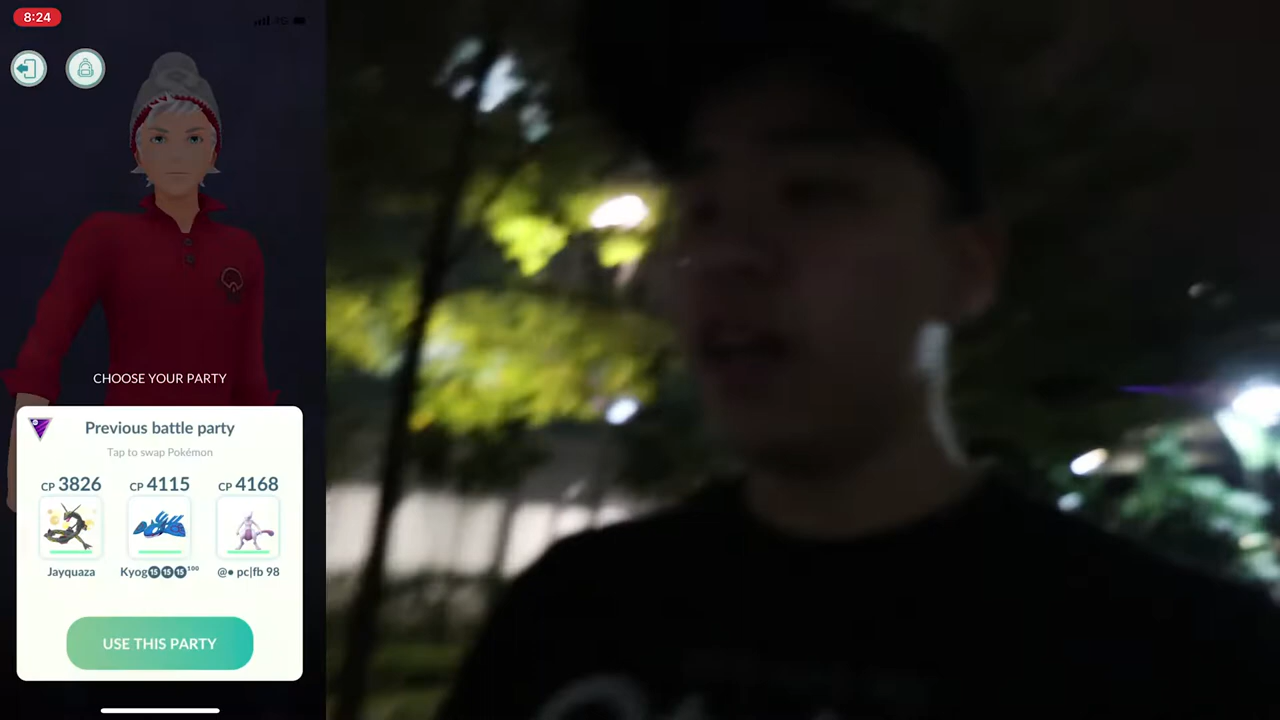 8:24
CHOOSE YOUR PARTY
Previous battle party
Tap to swap Pokémon
CP 3826 CP 4115 CP 4168
Jayquaza Kyog⑮⑮⑮¹⁰⁰ @● pc|fb 98
USE THIS PARTY